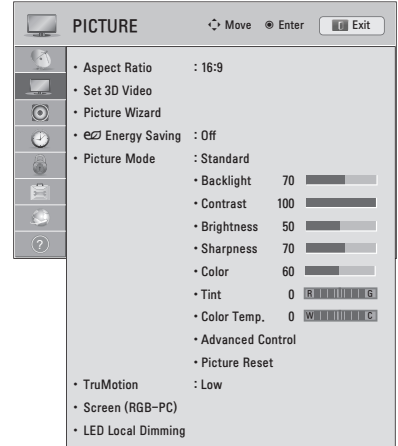 PICTURE Move Enter Exit
• Aspect Ratio : 16:9
• Set 3D Video
• Picture Wizard
• Energy Saving : Off
• Picture Mode : Standard
• Backlight 70
• Contrast 100
• Brightness 50
• Sharpness 70
• Color 60
• Tint 0 R G
• Color Temp. 0 W C
• Advanced Control
• Picture Reset
• TruMotion : Low
• Screen (RGB-PC)
• LED Local Dimming
?